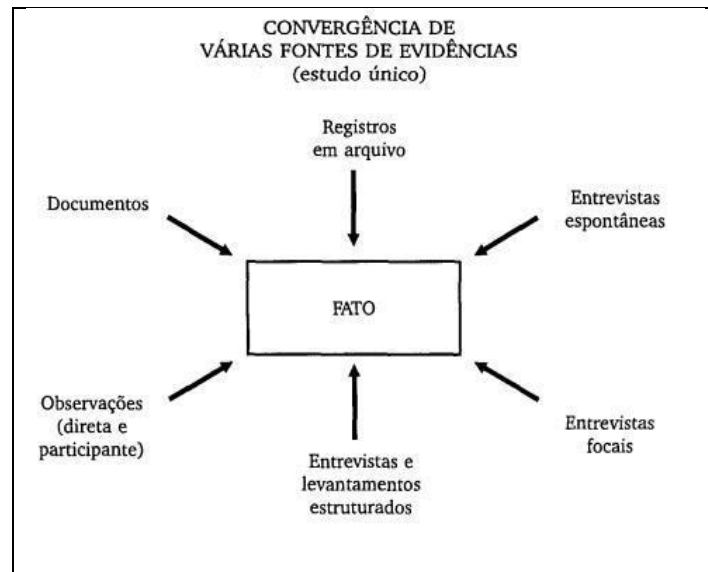 CONVERGÊNCIA DE
VÁRIAS FONTES DE EVIDÊNCIAS
(estudo único)
Registros
em arquivo
Documentos
Entrevistas
espontâneas
FATO
Observações
(direta e
participante)
Entrevistas e
levantamentos
estruturados
Entrevistas
focais